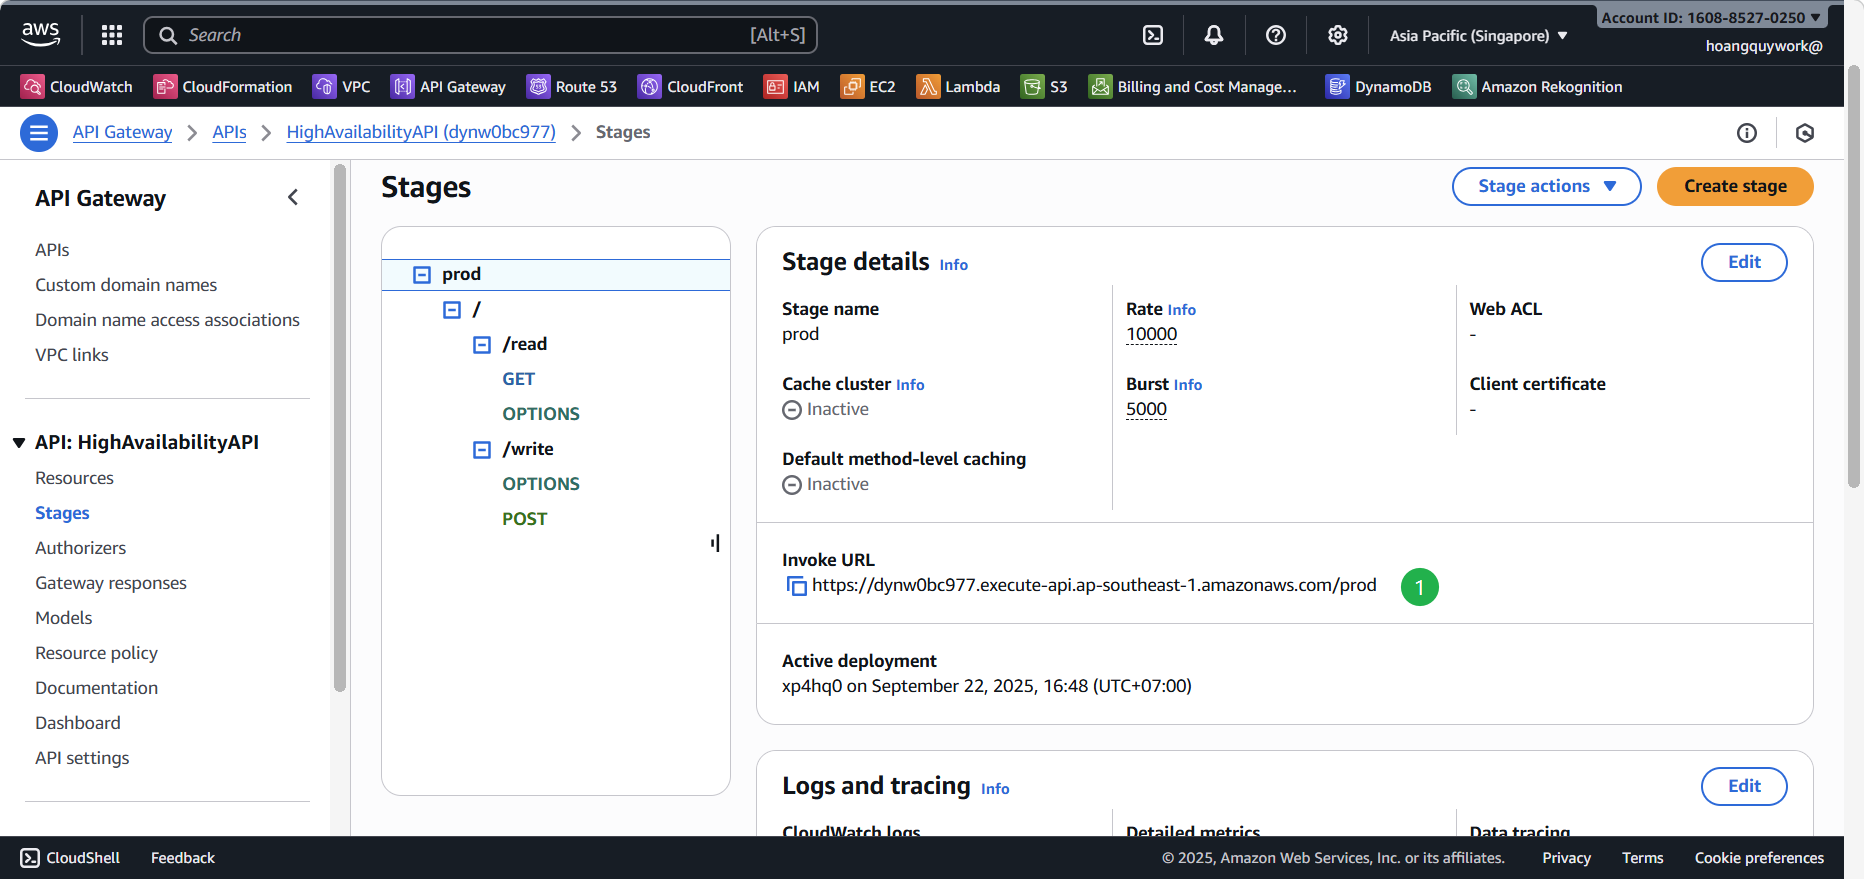 aws
Search
[Alt+S]
Asia Pacific (Singapore)
Account ID: 1608-8527-0250
hoangquywork@
CloudWatch
CloudFormation
VPC
API Gateway
Route 53
CloudFront
IAM
EC2
Lambda
S3
Billing and Cost Manage...
DynamoDB
Amazon Rekognition
API Gateway
APIs
HighAvailabilityAPI (dynw0bc977)
Stages
API Gateway
APIs
Custom domain names
Domain name access associations
VPC links
API: HighAvailabilityAPI
Resources
Stages
Authorizers
Gateway responses
Models
Resource policy
Documentation
Dashboard
API settings
Stages
Stage actions
Create stage
prod
/
/read
GET
OPTIONS
/write
OPTIONS
POST
Stage details Info
Edit
Stage name
prod
Rate Info
10000
Web ACL
-
Cache cluster Info
Inactive
Burst Info
5000
Client certificate
-
Default method-level caching
Inactive
Invoke URL
https://dynw0bc977.execute-api.ap-southeast-1.amazonaws.com/prod
1
Active deployment
xp4hq0 on September 22, 2025, 16:48 (UTC+07:00)
Logs and tracing Info
Edit
CloudWatch logs
Detailed metrics
Data tracing
CloudShell
Feedback
© 2025, Amazon Web Services, Inc. or its affiliates.
Privacy
Terms
Cookie preferences